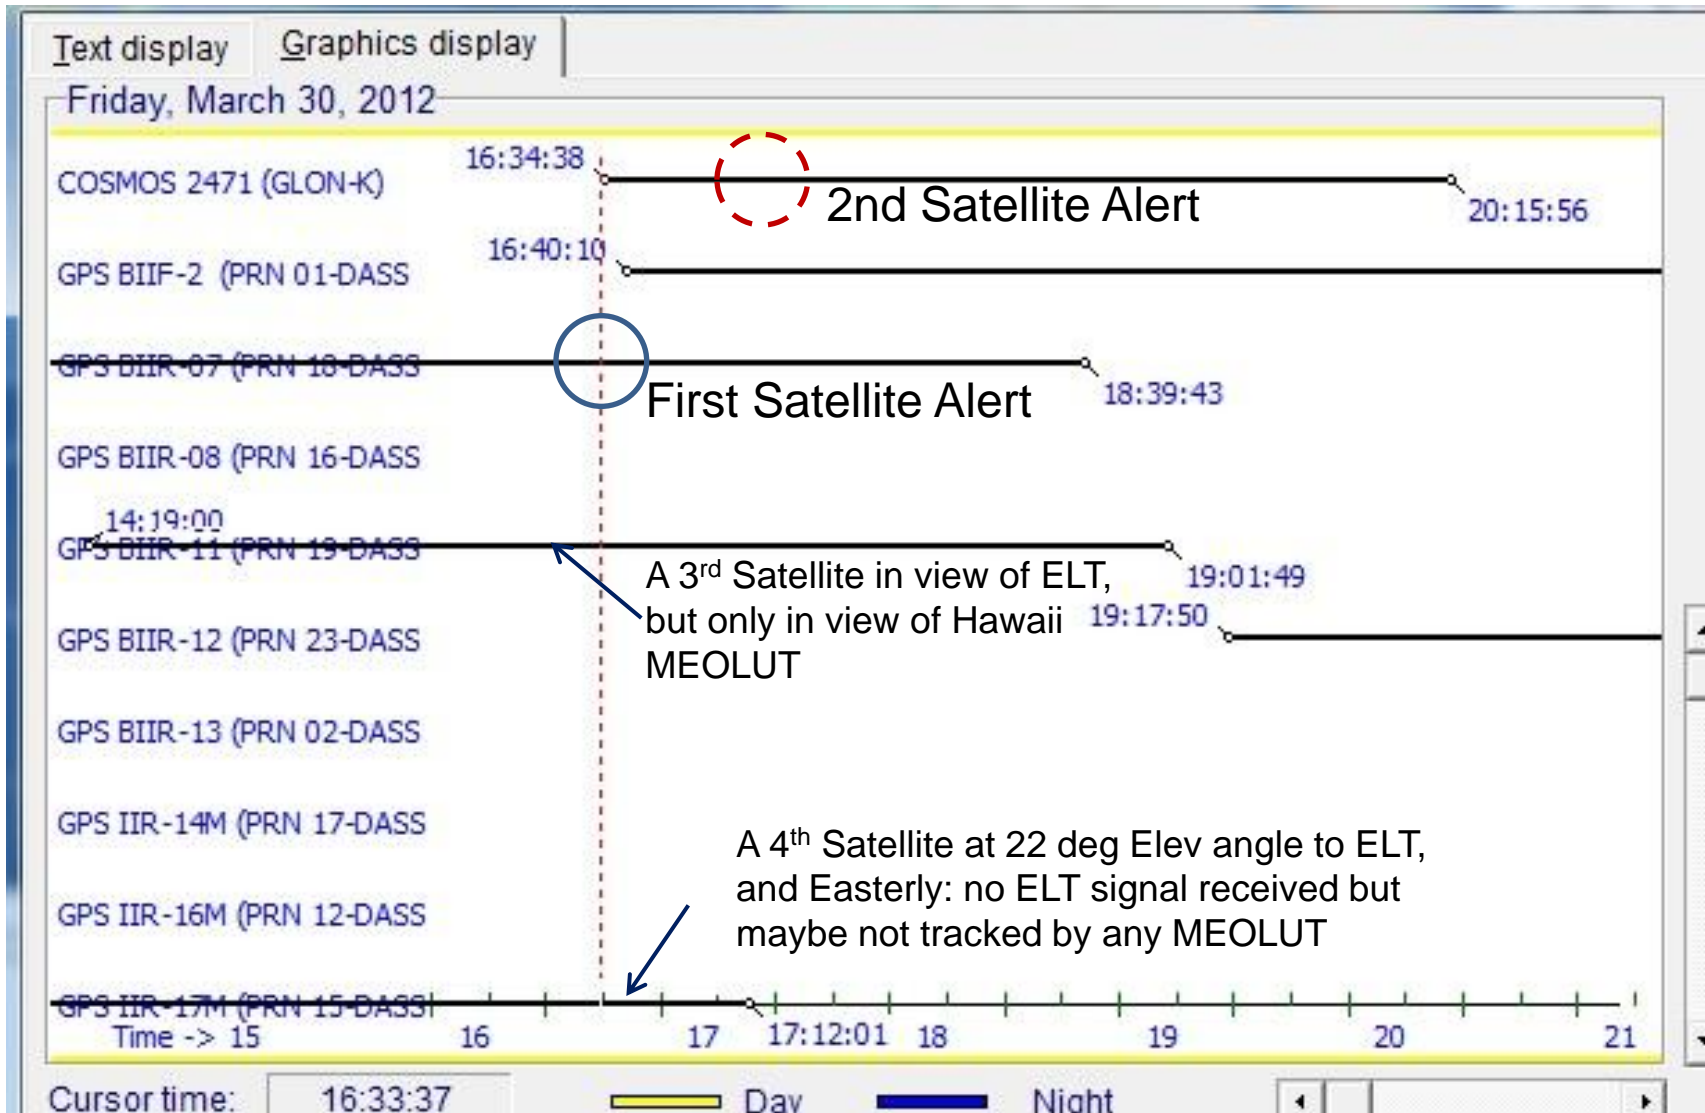 Text display Graphics display
Friday, March 30, 2012
16:34:38
COSMOS 2471 (GLON-K)
2nd Satellite Alert
20:15:56
16:40:10
GPS BIIF-2 (PRN 01-DASS
GPS BIIR-07 (PRN 18-DASS
First Satellite Alert
18:39:43
GPS BIIR-08 (PRN 16-DASS
14:19:00
GPS BIIR-11 (PRN 19-DASS
A 3rd Satellite in view of ELT,
but only in view of Hawaii
MEOLUT
19:01:49
19:17:50
GPS BIIR-12 (PRN 23-DASS
GPS BIIR-13 (PRN 02-DASS
GPS IIR-14M (PRN 17-DASS
A 4th Satellite at 22 deg Elev angle to ELT,
and Easterly: no ELT signal received but
maybe not tracked by any MEOLUT
GPS IIR-16M (PRN 12-DASS
GPS IIR-17M (PRN 15-DASS
Time -> 15 16 17 17:12:01 18 19 20 21
Cursor time: 16:33:37 Day Night